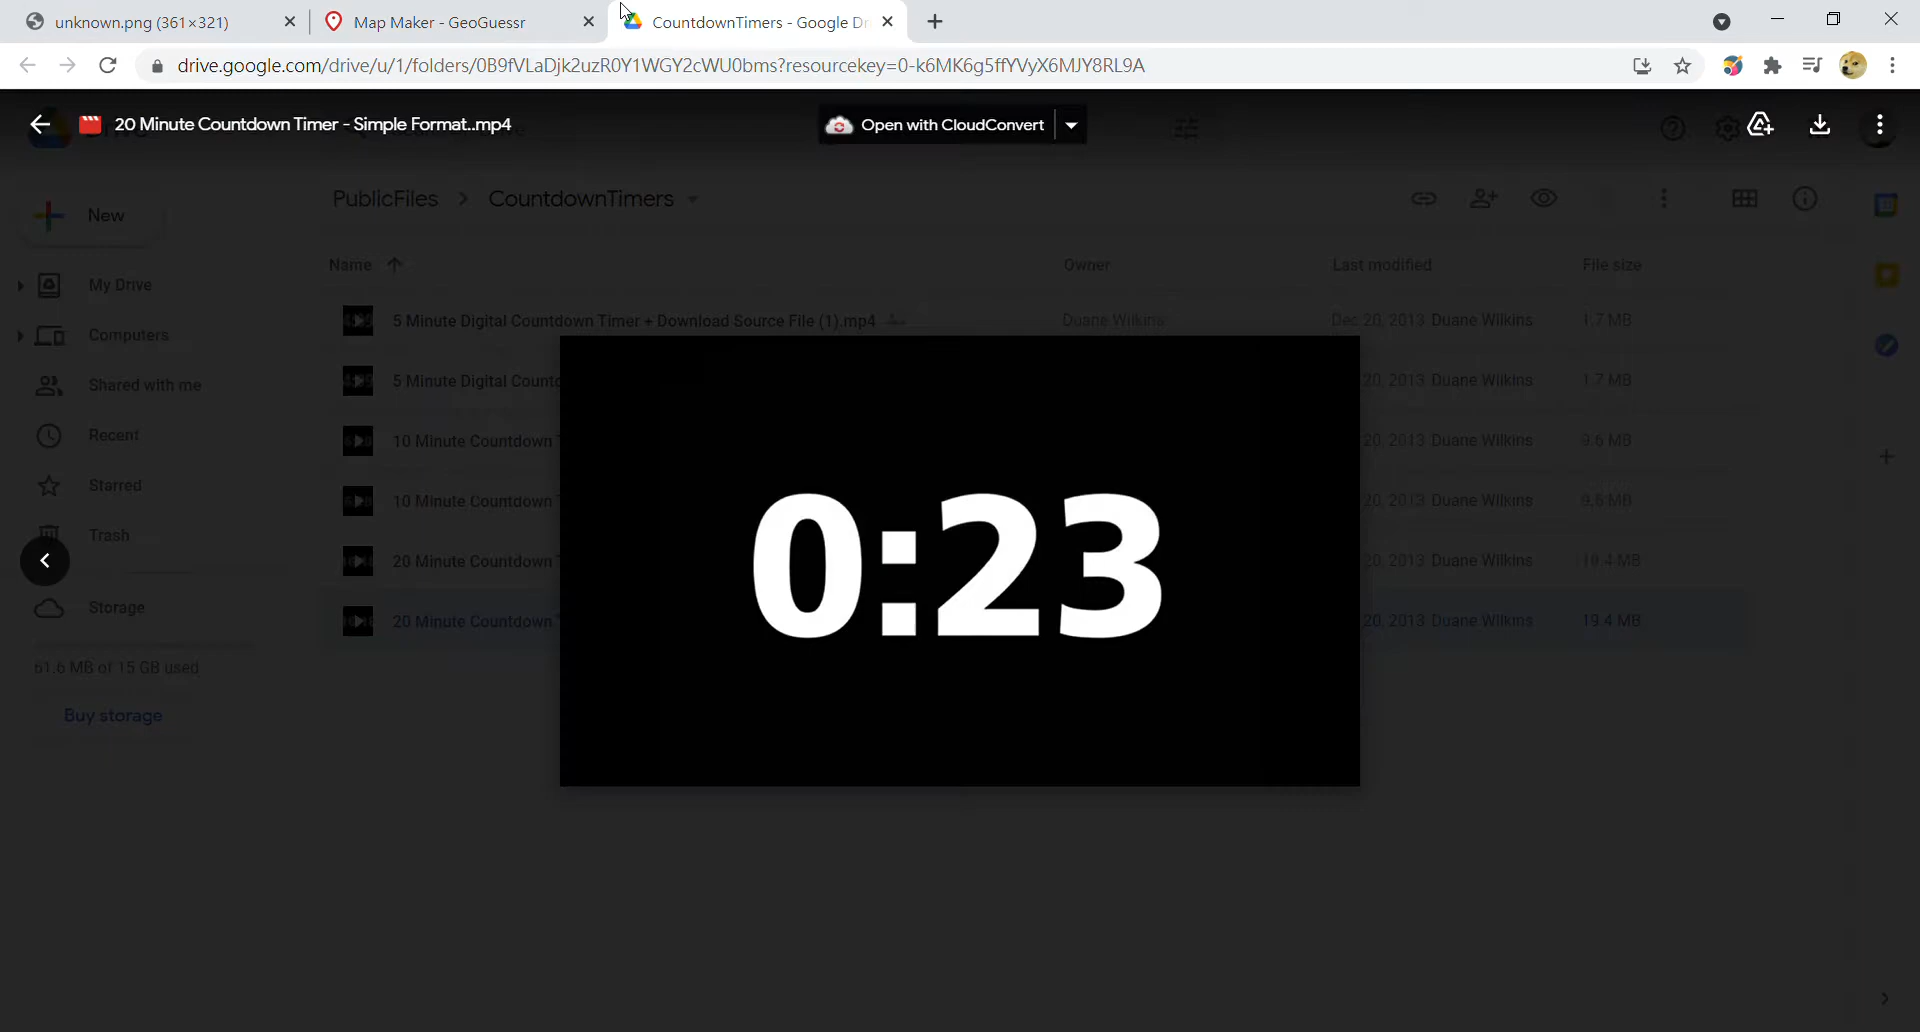 unknown.png (361×321)
Map Maker - GeoGuessr
CountdownTimers - Google Dr
drive.google.com/drive/u/1/folders/0B9fVLaDjk2uzR0Y1WGY2cWU0bms?resourcekey=0-k6MK6g5ffYVyX6MJY8RL9A
20 Minute Countdown Timer - Simple Format..mp4
Open with CloudConvert
New
PublicFiles
CountdownTimers
Name
Owner
Last modified
File size
My Drive
Computers
Shared with me
Recent
Starred
Trash
Storage
61.6 MB of 15 GB used
Buy storage
5 Minute Digital Countdown Timer + Download Source File (1).mp4
Duane Wilkins
Dec 20, 2013 Duane Wilkins
1.7 MB
5 Minute Digital Countd
20, 2013 Duane Wilkins
1.7 MB
10 Minute Countdown T
20, 2013 Duane Wilkins
9.6 MB
10 Minute Countdown T
20, 2013 Duane Wilkins
9.6 MB
20 Minute Countdown
20, 2013 Duane Wilkins
19.4 MB
20 Minute Countdown
20, 2013 Duane Wilkins
19.4 MB
0:23